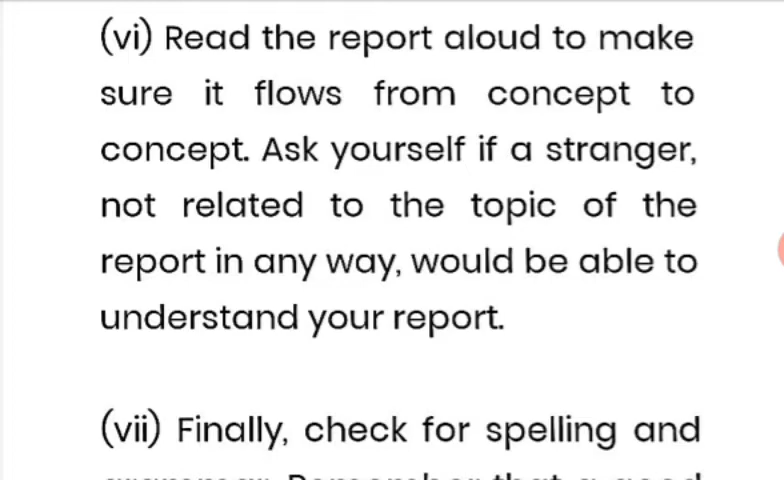 (vi) Read the report aloud to make
sure it flows from concept to
concept. Ask yourself if a stranger,
not related to the topic of the
report in any way, would be able to
understand your report.
(vii) Finally, check for spelling and